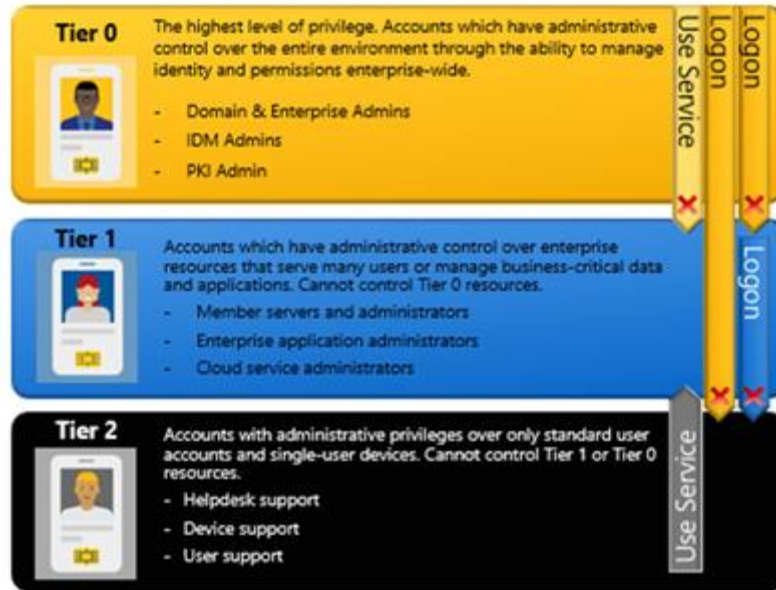 Tier 0
The highest level of privilege. Accounts which have administrative
control over the entire environment through the ability to manage
identity and permissions enterprise-wide.
- Domain & Enterprise Admins
- IDM Admins
- PKI Admin
Use Service
Logon
Logon
Tier 1
Accounts which have administrative control over enterprise
resources that serve many users or manage business-critical data
and applications. Cannot control Tier 0 resources.
- Member servers and administrators
- Enterprise application administrators
- Cloud service administrators
Logon
Tier 2
Accounts with administrative privileges over only standard user
accounts and single-user devices. Cannot control Tier 1 or Tier 0
resources.
- Helpdesk support
- Device support
- User support
Use Service